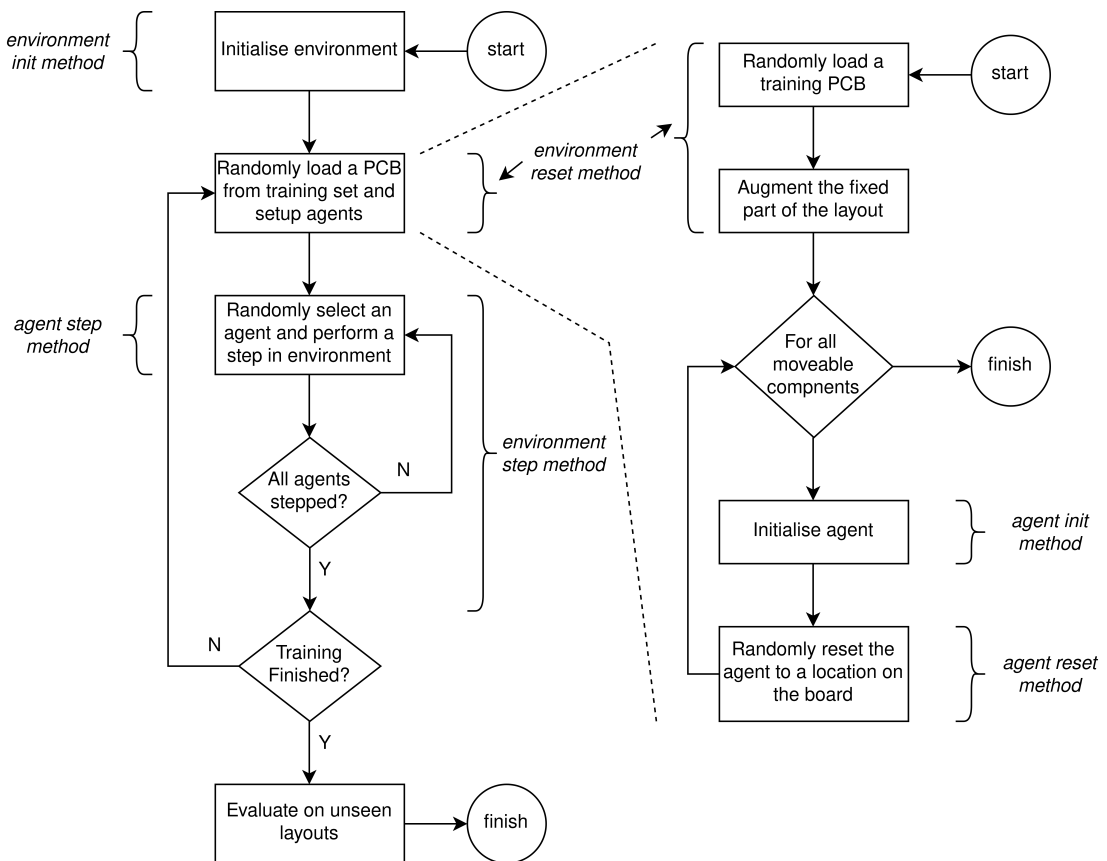 environment
init method
Initialise environment
start
Randomly load a PCB
from training set and
setup agents
environment
reset method
agent step
method
Randomly select an
agent and perform a
step in environment
All agents
stepped?
N
Y
environment
step method
Training
Finished?
N
Y
Evaluate on unseen
layouts
finish
Randomly load a
training PCB
start
Augment the fixed
part of the layout
For all
moveable
compnents
finish
Initialise agent
agent init
method
Randomly reset the
agent to a location on
the board
agent reset
method